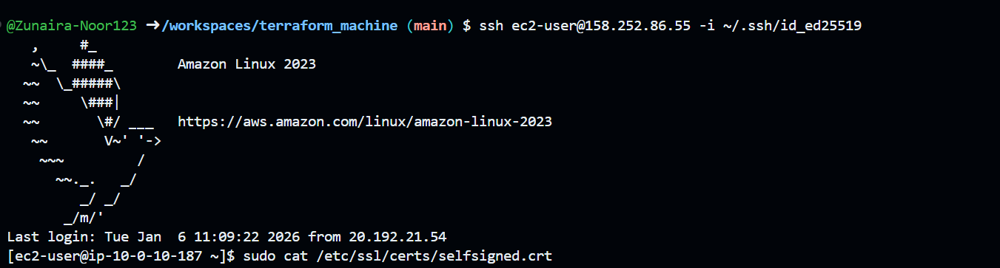 @Zunaira-Noor123 ➜/workspaces/terraform_machine (main) $ ssh ec2-user@158.252.86.55 -i ~/.ssh/id_ed25519
   ,     #_
   ~\_  ####_        Amazon Linux 2023
  ~~  \_#####\
  ~~     \###|
  ~~       \#/ ___   https://aws.amazon.com/linux/amazon-linux-2023
   ~~       V~' '->
    ~~~         /
      ~~._.   _/
         _/ _/
       _/m/'
Last login: Tue Jan  6 11:09:22 2026 from 20.192.21.54
[ec2-user@ip-10-0-10-187 ~]$ sudo cat /etc/ssl/certs/selfsigned.crt